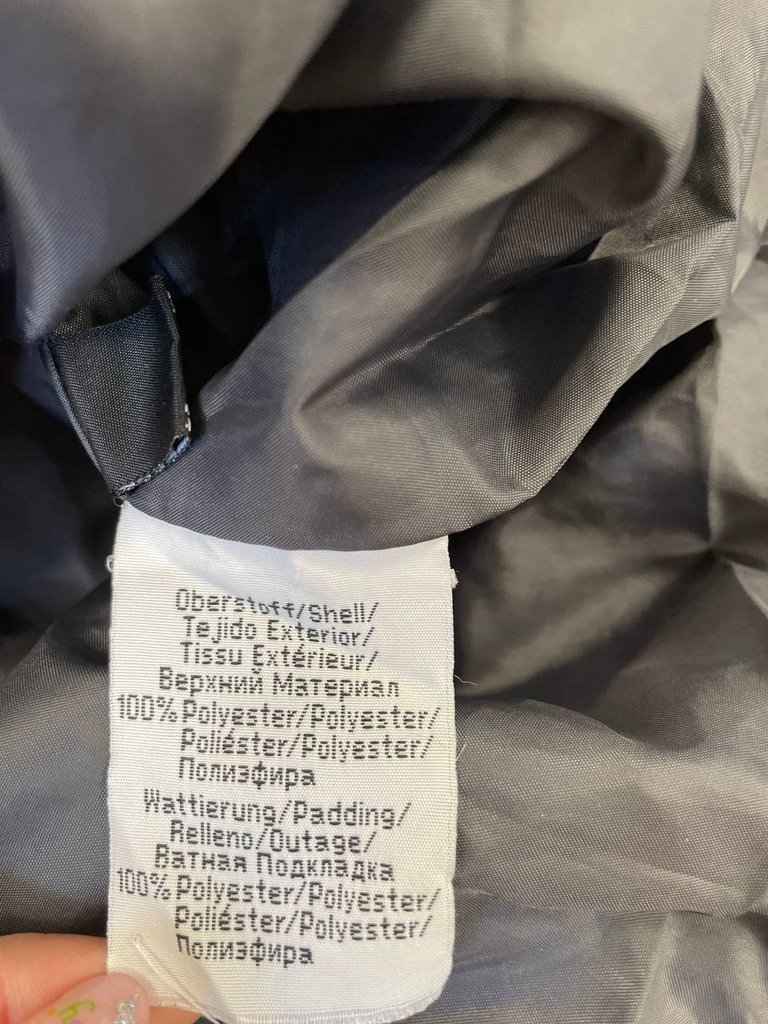 Oberstoff/Shell/
Tejido Exterior/
Tissu Extérieur/
Верхний Материал
100% Polyester/Polyester/
Poliéster/Polyester/
Полиэфира
Wattierung/Padding/
Relleno/Outage/
Ватная Подкладка
100% Polyester/Polyester/
Poliéster/Polyester/
Полиэфира